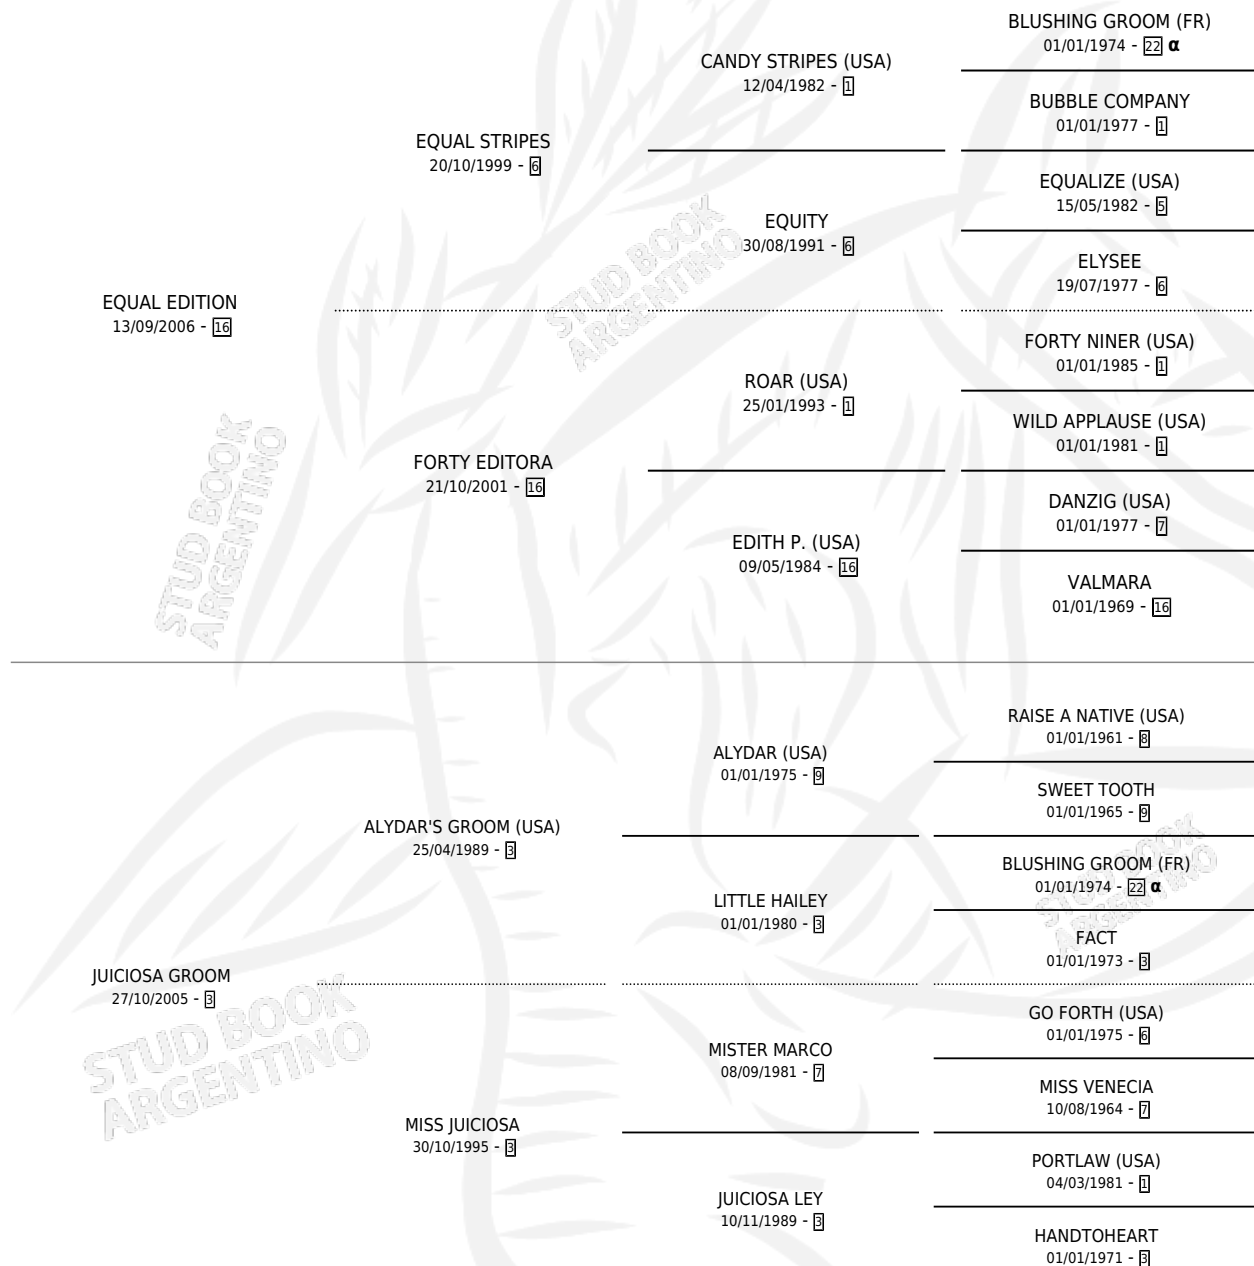 BLUSHING GROOM (FR)
01/01/1974 - 22 α
CANDY STRIPES (USA)
12/04/1982 - 1
BUBBLE COMPANY
01/01/1977 - 1
EQUAL STRIPES
20/10/1999 - 6
EQUALIZE (USA)
15/05/1982 - 5
EQUITY
30/08/1991 - 6
ELYSEE
19/07/1977 - 6
EQUAL EDITION
13/09/2006 - 16
STUD BOOK
ARGENTINO
FORTY NINER (USA)
01/01/1985 - 1
ROAR (USA)
25/01/1993 - 1
WILD APPLAUSE (USA)
01/01/1981 - 1
FORTY EDITORA
21/10/2001 - 16
DANZIG (USA)
01/01/1977 - 7
EDITH P. (USA)
09/05/1984 - 16
VALMARA
01/01/1969 - 16
STUD BOOK
ARGENTINO
RAISE A NATIVE (USA)
01/01/1961 - 8
ALYDAR (USA)
01/01/1975 - 9
SWEET TOOTH
01/01/1965 - 9
ALYDAR'S GROOM (USA)
25/04/1989 - 3
BLUSHING GROOM (FR)
01/01/1974 - 22 α
LITTLE HAILEY
01/01/1980 - 3
STUD BOOK
ARGENTINO
FACT
01/01/1973 - 3
JUICIOSA GROOM
27/10/2005 - 3
STUD BOOK
ARGENTINO
GO FORTH (USA)
01/01/1975 - 6
MISTER MARCO
08/09/1981 - 7
MISS VENECIA
10/08/1964 - 7
MISS JUICIOSA
30/10/1995 - 3
PORTLAW (USA)
04/03/1981 - 1
JUICIOSA LEY
10/11/1989 - 3
HANDTOHEART
01/01/1971 - 3